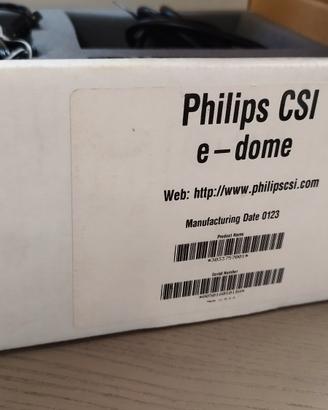 Philips CSI
e-dome
Web: http://www.philipscsi.com
Manufacturing Date 0123
Product Name
Serial Number